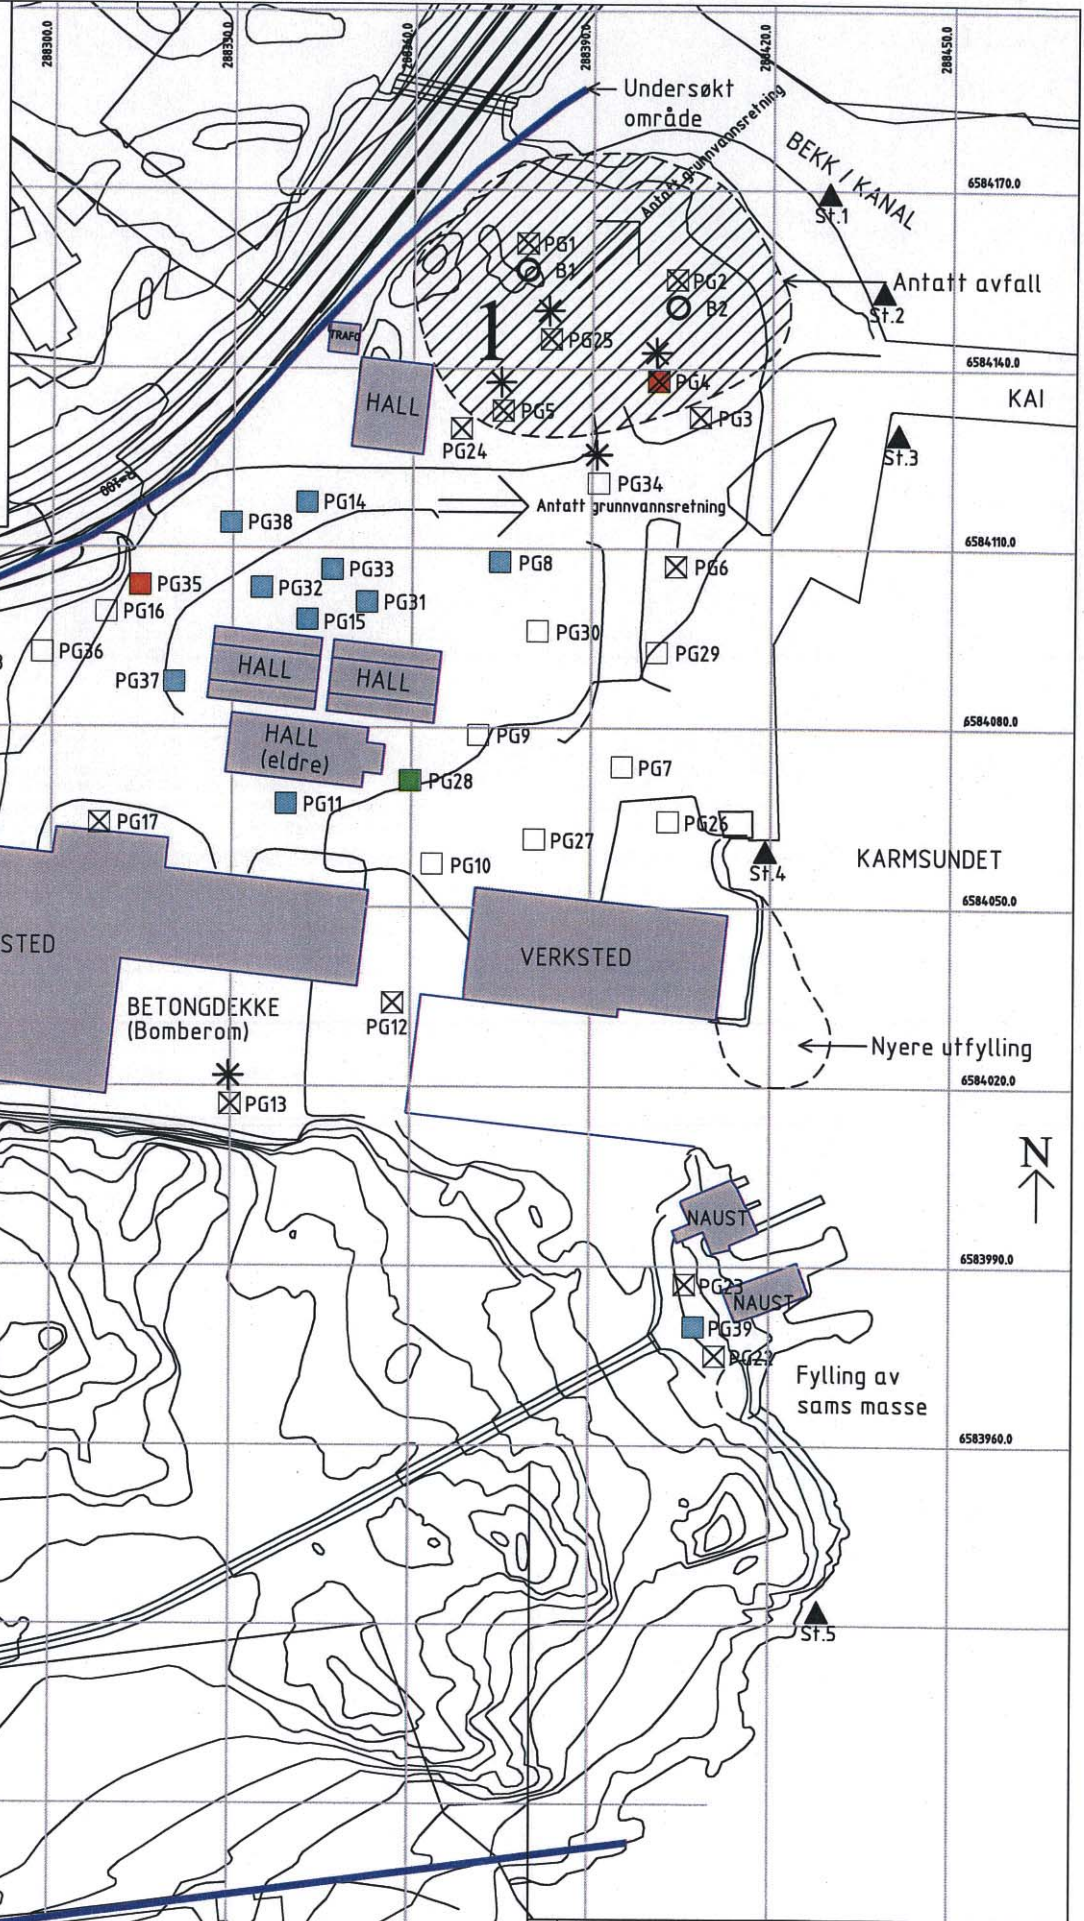 288300.0
288330.0
288360.0
288390.0
288420.0
288450.0
Undersøkt
område
Antatt grunnvannsretning
BEKK / KANAL
6584170.0
St.1
PG1
B1
PG2
B2
Antatt avfall
St.2
1
PG25
TRAFO
6584140.0
PG4
KAI
HALL
PG5
PG3
PG24
St.3
R=100
PG34
PG14
Antatt grunnvannsretning
PG38
6584110.0
PG8
PG6
PG33
PG35
PG32
PG31
PG16
PG15
PG30
PG36
PG29
HALL
HALL
PG37
6584080.0
HALL
(eldre)
PG9
PG7
PG28
PG11
PG17
PG26
PG27
PG10
St.4
KARMSUNDET
6584050.0
STED
VERKSTED
BETONGDEKKE
(Bomberom)
PG12
Nyere utfylling
6584020.0
PG13
N
NAUST
6583990.0
PG23
NAUST
PG39
PG22
Fylling av
sams masse
6583960.0
St.5